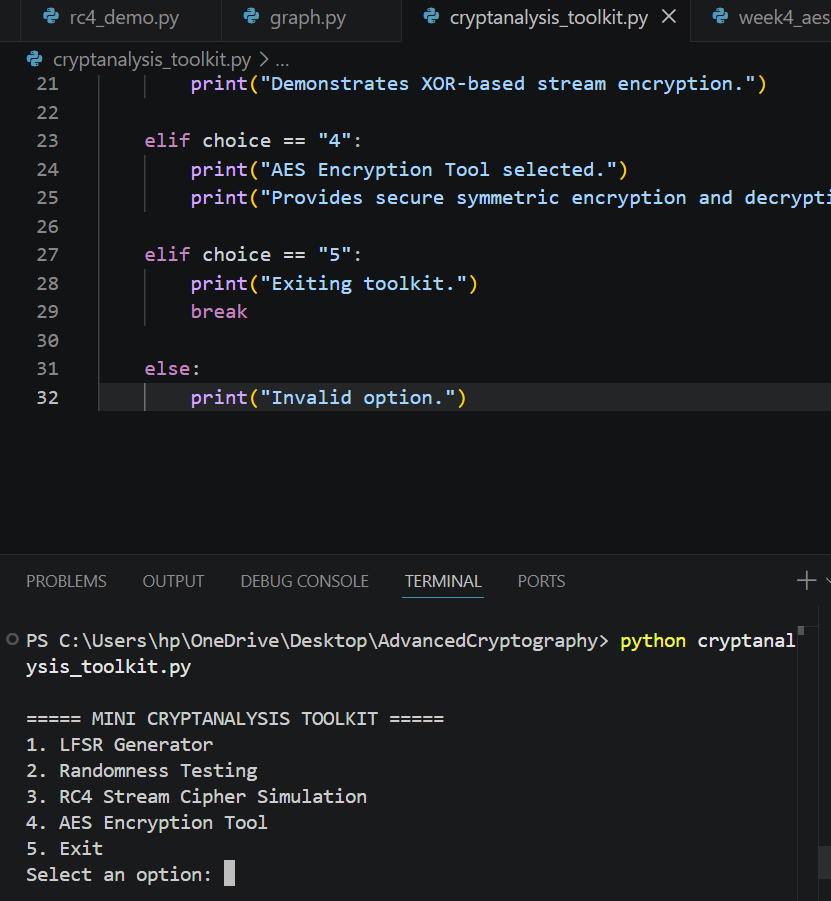 rc4_demo.py graph.py cryptanalysis_toolkit.py week4_aes
cryptanalysis_toolkit.py > ...
21 print("Demonstrates XOR-based stream encryption.")
22
23 elif choice == "4":
24 print("AES Encryption Tool selected.")
25 print("Provides secure symmetric encryption and decrypti
26
27 elif choice == "5":
28 print("Exiting toolkit.")
29 break
30
31 else:
32 print("Invalid option.")
PROBLEMS OUTPUT DEBUG CONSOLE TERMINAL PORTS
PS C:\Users\hp\OneDrive\Desktop\AdvancedCryptography> python cryptanal
ysis_toolkit.py
===== MINI CRYPTANALYSIS TOOLKIT =====
1. LFSR Generator
2. Randomness Testing
3. RC4 Stream Cipher Simulation
4. AES Encryption Tool
5. Exit
Select an option: